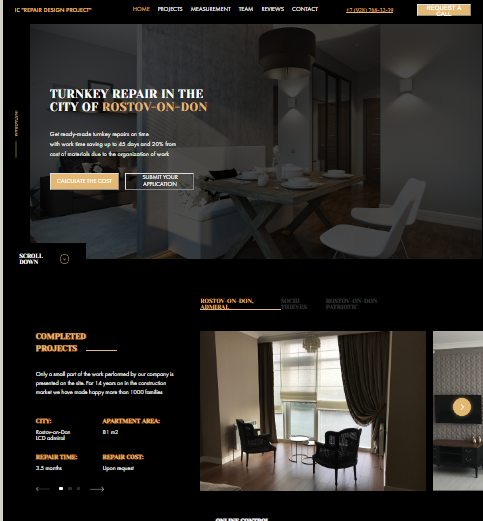 IC "REPAIR DESIGN PROJECT"
HOME PROJECTS MEASUREMENT TEAM REVIEWS CONTACT
+7 (928) 766-32-19
REQUEST A
CALL
TURNKEY REPAIR IN THE
CITY OF ROSTOV-ON-DON
Get ready-made turnkey repairs on time
with work time saving up to 45 days and 20% from
cost of materials due to the organization of work
CALCULATE THE COST
SUBMIT YOUR
APPLICATION
SCROLL
DOWN
ROSTOV-ON-DON,
ADMIRAL
SOCHI
THIEVES
ROSTOV-ON-DON
PATRIOTIC
COMPLETED
PROJECTS
Only a small part of the work performed by our company is
presented on the site. For 14 years on in the construction
market we have made happy more than 1000 families
CITY:
Rostov-on-Don
LCD admiral
APARTMENT AREA:
81 m2
REPAIR TIME:
3.5 months
REPAIR COST:
Upon request
ONLINE CONTROL